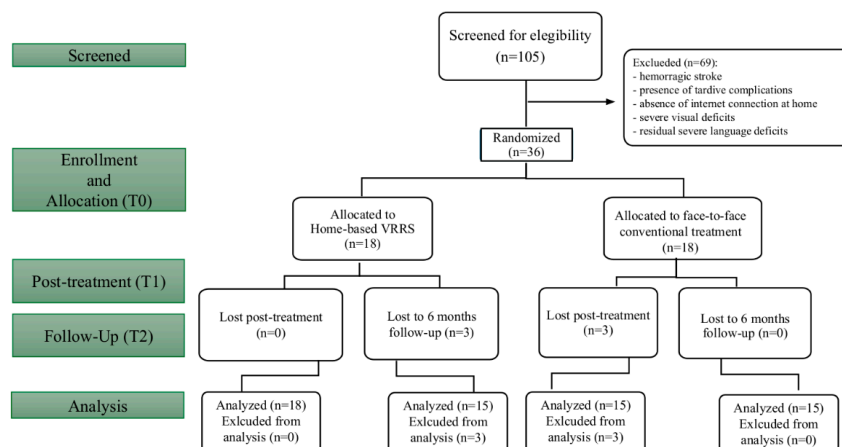 Screened
Screened for elegibility
(n=105)
Exclueded (n=69):
- hemorragic stroke
- presence of tardive complications
- absence of internet connection at home
- severe visual deficits
- residual severe language deficits
Enrollment
and
Allocation (T0)
Randomized
(n=36)
Allocated to
Home-based VRRS
(n=18)
Allocated to face-to-face
conventional treatment
(n=18)
Post-treatment (T1)
Follow-Up (T2)
Lost post-treatment
(n=0)
Lost to 6 months
follow-up (n=3)
Lost post-treatment
(n=3)
Lost to 6 months
follow-up (n=0)
Analysis
Analyzed (n=18)
Exlcuded from
analysis (n=0)
Analyzed (n=15)
Exlcuded from
analysis (n=3)
Analyzed (n=15)
Exlcuded from
analysis (n=3)
Analyzed (n=15)
Exlcuded from
analysis (n=0)